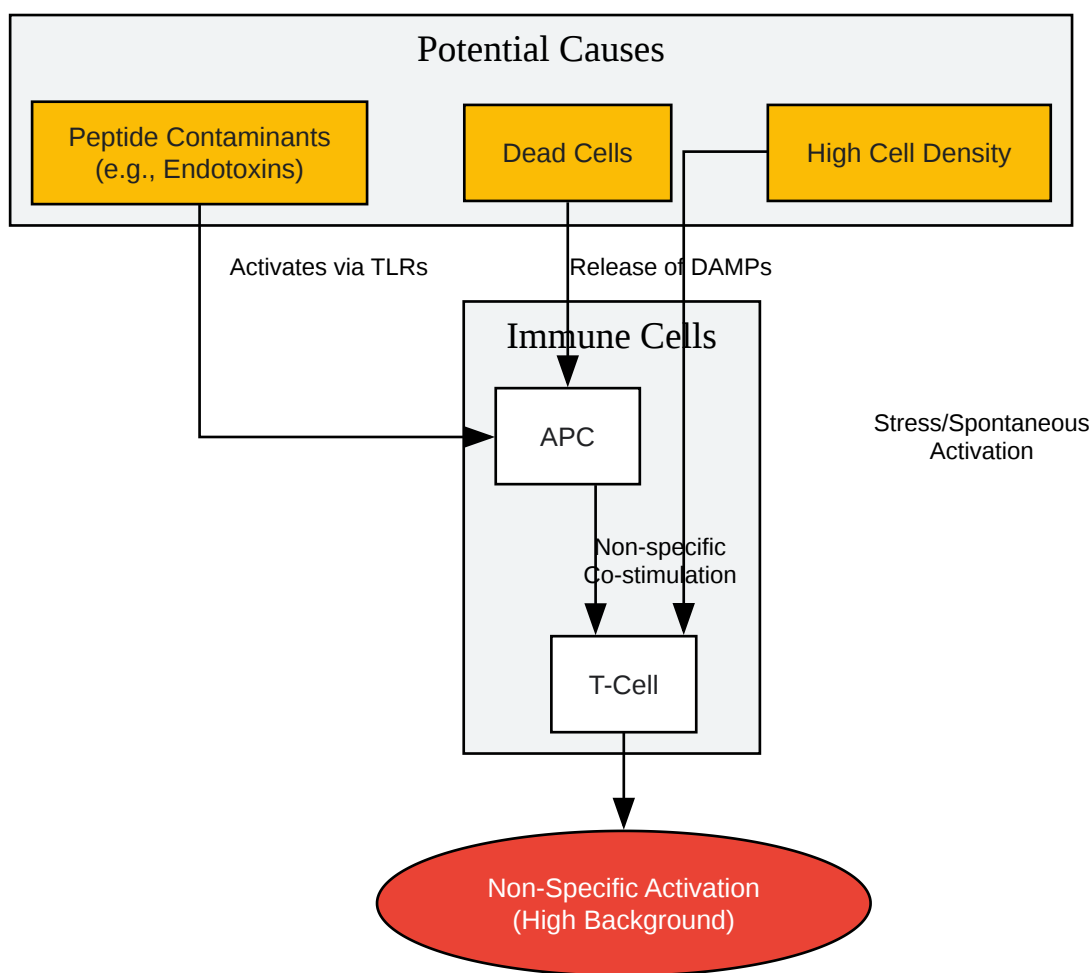 Potential Causes
Peptide Contaminants
(e.g., Endotoxins)
Dead Cells
High Cell Density
Activates via TLRs
Release of DAMPs
Immune Cells
APC
Stress/Spontaneous
Activation
Non-specific
Co-stimulation
T-Cell
Non-Specific Activation
(High Background)